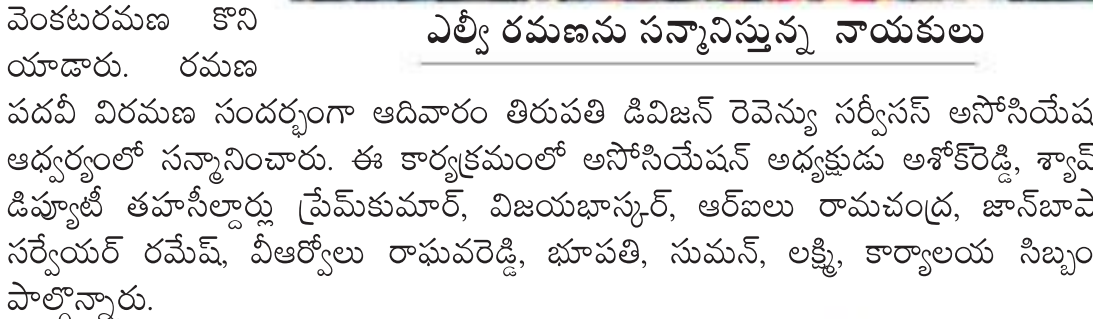 వెంకటరమణ కొని
యాడారు. రమణ
ఎల్వీ రమణను సన్మానిస్తున్న నాయకులు
పదవీ విరమణ సందర్భంగా ఆదివారం తిరుపతి డివిజన్ రెవెన్యు సర్వీసస్ అసోసియేష
ఆధ్వర్యంలో సన్మానించారు. ఈ కార్యక్రమంలో అసోసియేషన్ అధ్యక్షుడు అశోక్‌రెడ్డి, శ్యామ్
డిప్యూటీ తహసీల్దార్లు ప్రేమ్‌కుమార్, విజయభాస్కర్, ఆర్ఐలు రామచంద్ర, జాన్‌బాషా
సర్వేయర్ రమేష్, వీఆర్వోలు రాఘవరెడ్డి, భూపతి, సుమన్, లక్ష్మి, కార్యాలయ సిబ్బం
పాల్గొన్నారు.